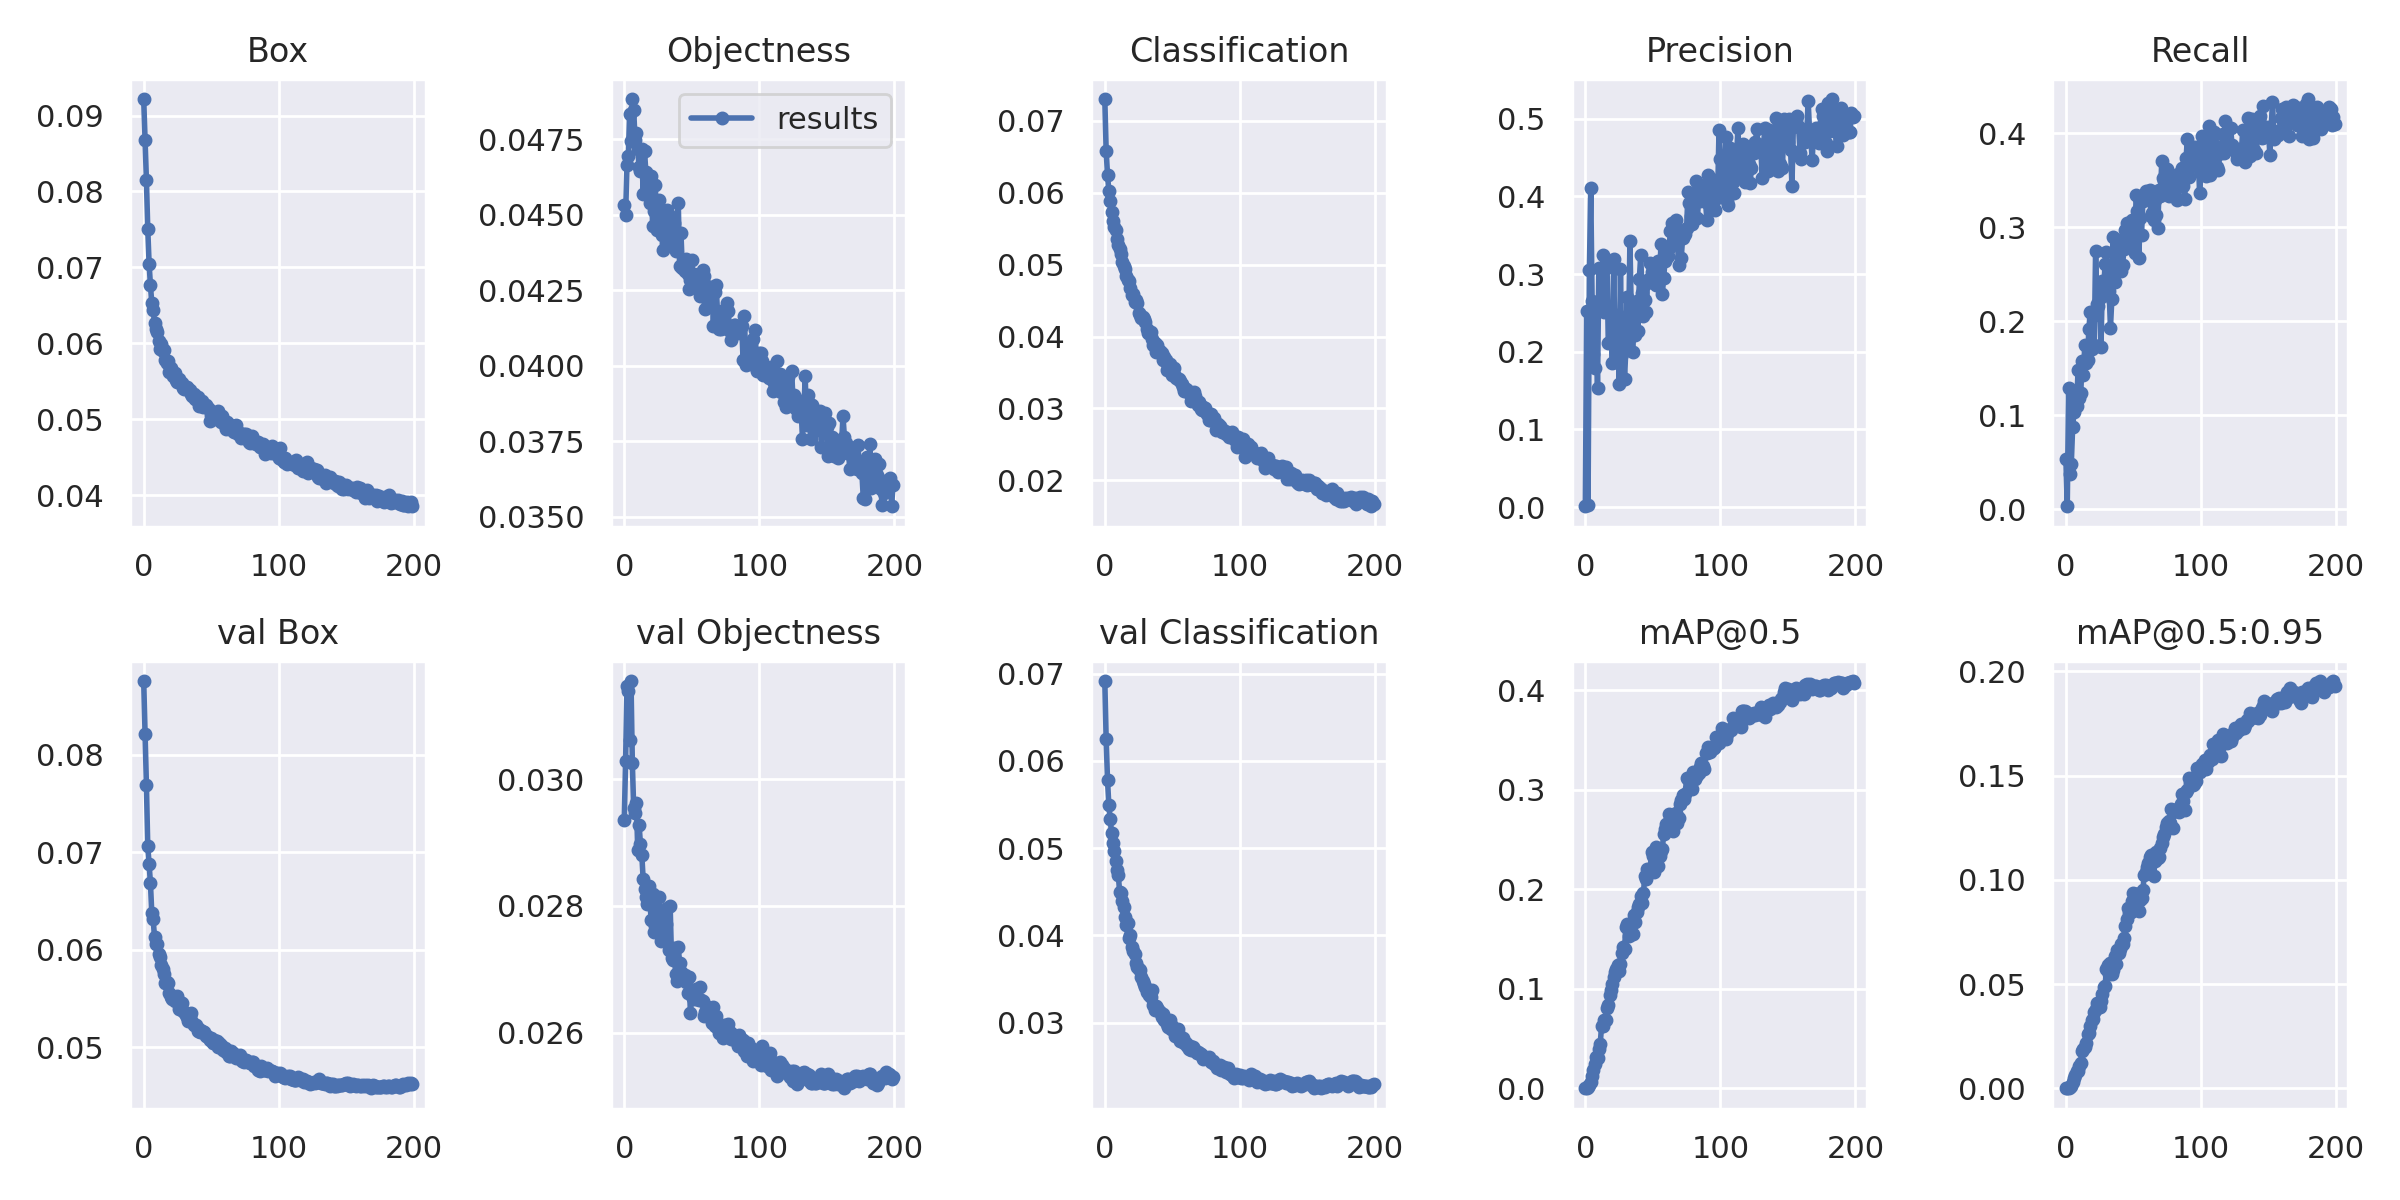 Box
Objectness
Classification
Precision
Recall
0.09
0.08
0.07
0.06
0.05
0.04
0 100 200
results
0.0475
0.0450
0.0425
0.0400
0.0375
0.0350
0 100 200
0.07
0.06
0.05
0.04
0.03
0.02
0 100 200
0.5
0.4
0.3
0.2
0.1
0.0
0 100 200
0.4
0.3
0.2
0.1
0.0
0 100 200
val Box
val Objectness
val Classification
mAP@0.5
mAP@0.5:0.95
0.08
0.07
0.06
0.05
0 100 200
0.030
0.028
0.026
0 100 200
0.07
0.06
0.05
0.04
0.03
0 100 200
0.4
0.3
0.2
0.1
0.0
0 100 200
0.20
0.15
0.10
0.05
0.00
0 100 200